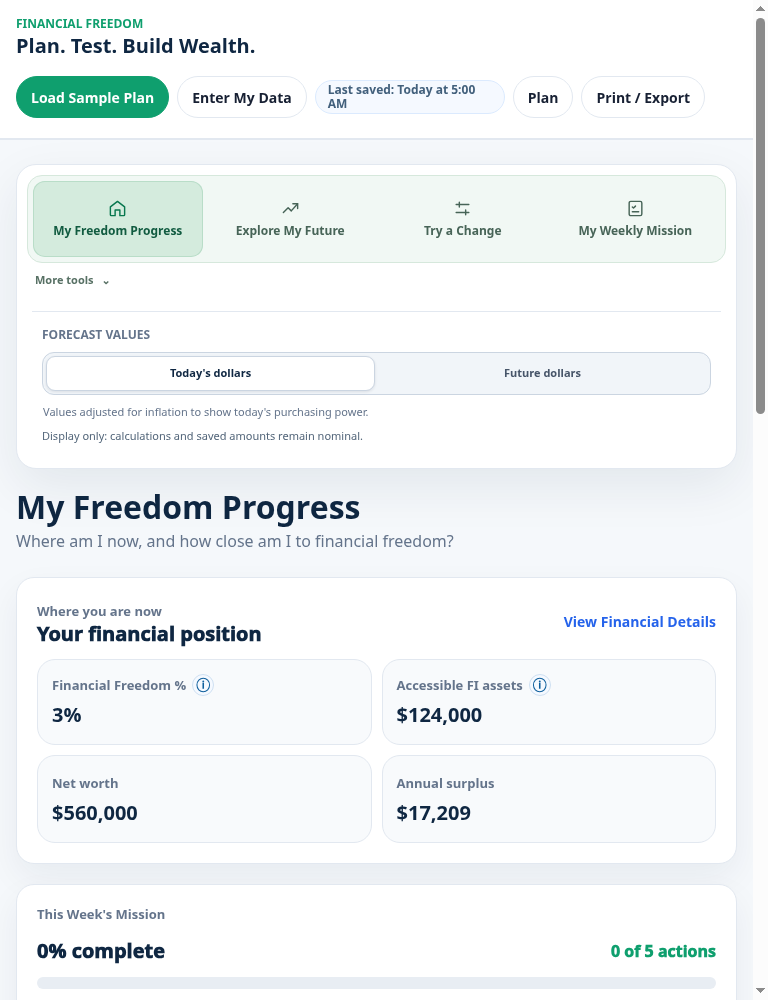 FINANCIAL FREEDOM
Plan. Test. Build Wealth.
Load Sample Plan
Enter My Data
Last saved: Today at 5:00
AM
Plan
Print / Export
My Freedom Progress
Explore My Future
Try a Change
My Weekly Mission
More tools
FORECAST VALUES
Today's dollars
Future dollars
Values adjusted for inflation to show today's purchasing power.
Display only: calculations and saved amounts remain nominal.
My Freedom Progress
Where am I now, and how close am I to financial freedom?
Where you are now
Your financial position
View Financial Details
Financial Freedom % ⓘ
3%
Accessible FI assets ⓘ
$124,000
Net worth
$560,000
Annual surplus
$17,209
This Week's Mission
0% complete
0 of 5 actions